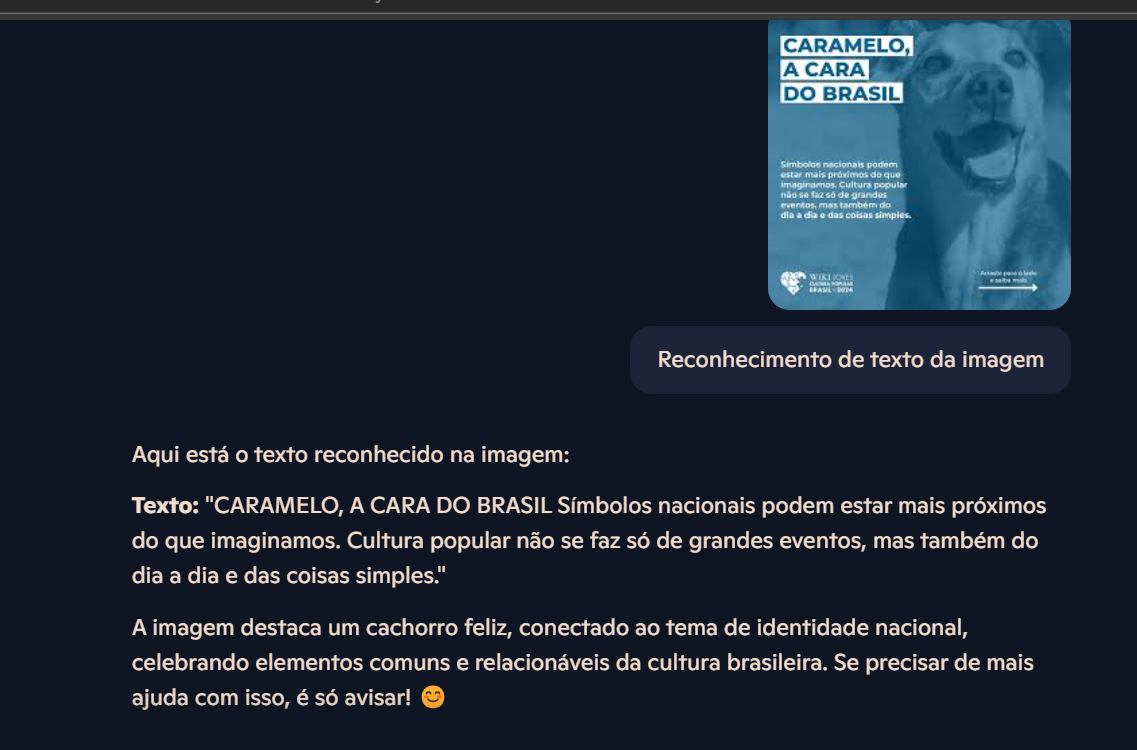 CARAMELO,
A CARA
DO BRASIL
Símbolos nacionais podem
estar mais próximos do que
imaginamos. Cultura popular
não se faz só de grandes
eventos, mas também do
dia a dia e das coisas simples.
WIKI LOVES
CULTURA POPULAR
BRASIL - 2024
Arraste para o lado
e saiba mais
Reconhecimento de texto da imagem
Aqui está o texto reconhecido na imagem:
Texto: "CARAMELO, A CARA DO BRASIL Símbolos nacionais podem estar mais próximos
do que imaginamos. Cultura popular não se faz só de grandes eventos, mas também do
dia a dia e das coisas simples."
A imagem destaca um cachorro feliz, conectado ao tema de identidade nacional,
celebrando elementos comuns e relacionáveis da cultura brasileira. Se precisar de mais
ajuda com isso, é só avisar! 😊